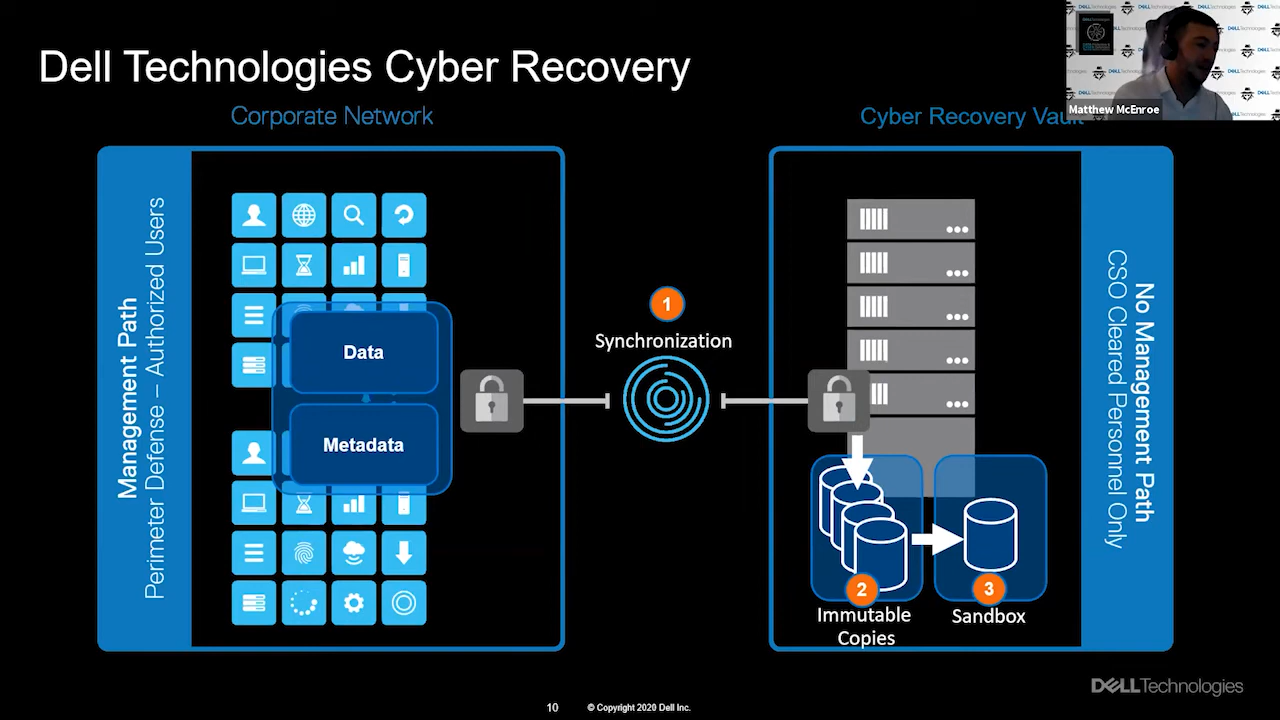 Dell Technologies Cyber Recovery
Corporate Network
Cyber Recovery Vault
Matthew McEnroe
Management Path
Perimeter Defense – Authorized Users
Data
Metadata
1
Synchronization
No Management Path
CSO Cleared Personnel Only
2
Immutable
Copies
3
Sandbox
DELLTechnologies
10
© Copyright 2020 Dell Inc.